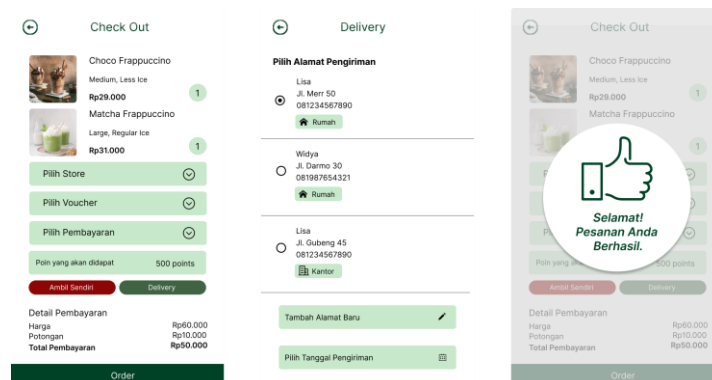 Check Out
Choco Frappuccino
Medium, Less Ice
Rp29.000
1
Matcha Frappuccino
Large, Regular Ice
Rp31.000
1
Pilih Store
Pilih Voucher
Pilih Pembayaran
Poin yang akan didapat 500 points
Ambil Sendiri Delivery
Detail Pembayaran
Harga Rp60.000
Potongan Rp10.000
Total Pembayaran Rp50.000
Order
Delivery
Pilih Alamat Pengiriman
Lisa
Jl. Merr 50
081234567890
Rumah
Widya
Jl. Darmo 30
081987654321
Rumah
Lisa
Jl. Gubeng 45
081234567890
Kantor
Tambah Alamat Baru
Pilih Tanggal Pengiriman
Check Out
Choco Frappuccino
Medium, Less Ice
Rp29.000
1
Matcha Frappuccino
1
Selamat!
Pesanan Anda
Berhasil.
Poin yang 500 points
Ambil Sendiri Delivery
Detail Pembayaran
Harga Rp60.000
Potongan Rp10.000
Total Pembayaran Rp50.000
Order